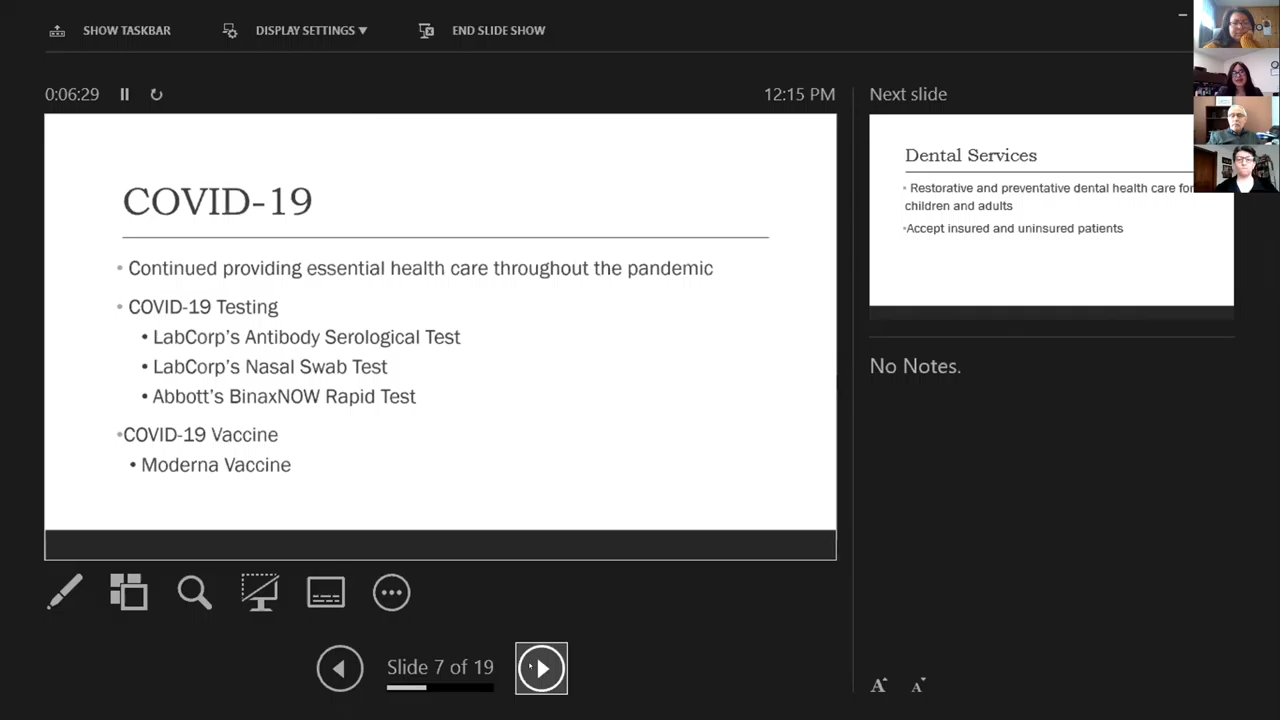 SHOW TASKBAR
DISPLAY SETTINGS ▼
END SLIDE SHOW
0:06:29
12:15 PM
COVID-19
• Continued providing essential health care throughout the pandemic
• COVID-19 Testing
• LabCorp’s Antibody Serological Test
• LabCorp’s Nasal Swab Test
• Abbott’s BinaxNOW Rapid Test
•COVID-19 Vaccine
• Moderna Vaccine
Slide 7 of 19
Next slide
Dental Services
• Restorative and preventative dental health care for
children and adults
•Accept insured and uninsured patients
No Notes.
A A